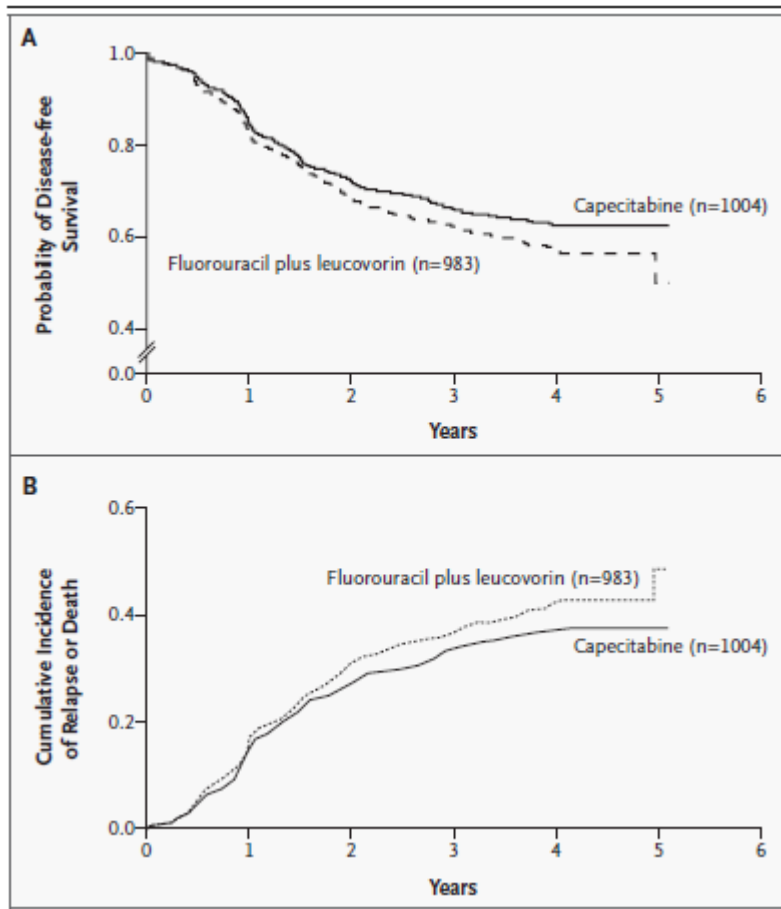 A
1.0
0.8
0.6
0.4
0.0
Probability of Disease-free
Survival
Capecitabine (n=1004)
Fluorouracil plus leucovorin (n=983)
0 1 2 3 4 5 6
Years
B
0.6
0.4
0.2
0.0
Cumulative Incidence
of Relapse or Death
Fluorouracil plus leucovorin (n=983)
Capecitabine (n=1004)
0 1 2 3 4 5 6
Years